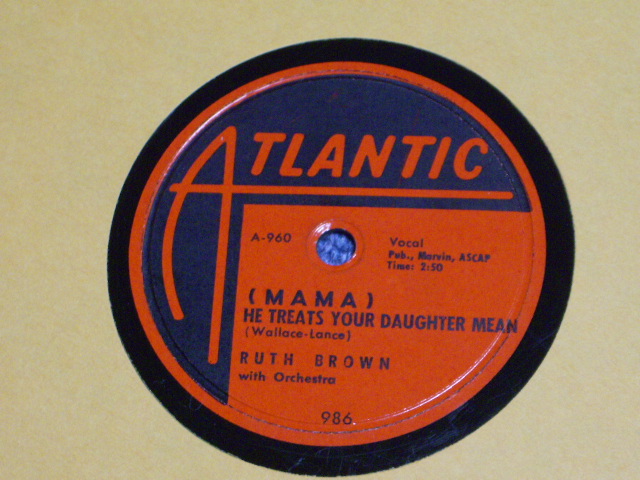 ATLANTIC
A-960
Vocal
Pub., Marvin, ASCAP
Time: 2:50
(MAMA)
HE TREATS YOUR DAUGHTER MEAN
(Wallace-Lance)
RUTH BROWN
with Orchestra
986